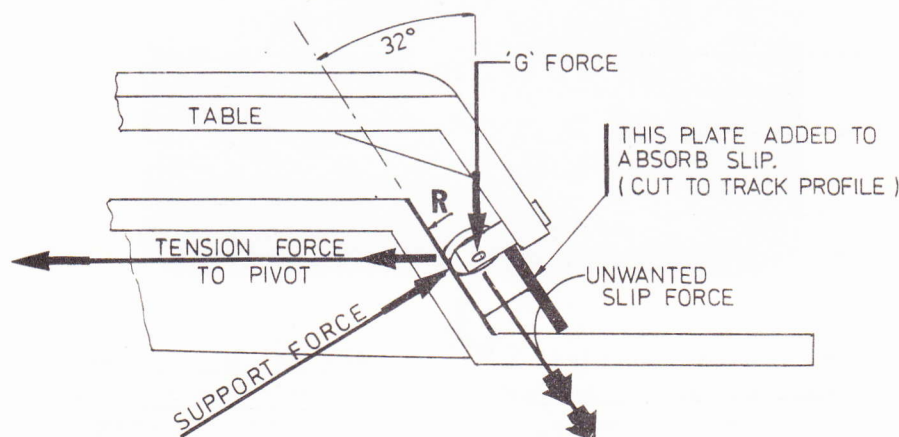 32°
'G' FORCE
TABLE
THIS PLATE ADDED TO
ABSORB SLIP.
(CUT TO TRACK PROFILE)
R
TENSION FORCE
TO PIVOT
UNWANTED
SLIP FORCE
SUPPORT FORCE